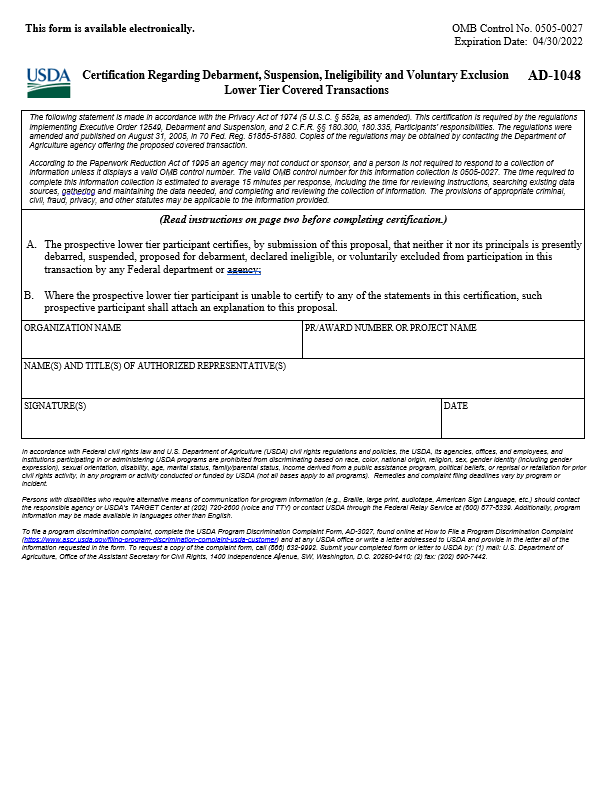 This form is available electronically.
OMB Control No. 0505-0027
Expiration Date: 04/30/2022
USDA
Certification Regarding Debarment, Suspension, Ineligibility and Voluntary Exclusion
Lower Tier Covered Transactions
AD-1048
The following statement is made in accordance with the Privacy Act of 1974 (5 U.S.C. § 552a, as amended). This certification is required by the regulations
implementing Executive Order 12549, Debarment and Suspension, and 2 C.F.R. §§ 180.300, 180.335, Participants' responsibilities. The regulations were
amended and published on August 31, 2005, in 70 Fed. Reg. 51865-51880. Copies of the regulations may be obtained by contacting the Department of
Agriculture agency offering the proposed covered transaction.
According to the Paperwork Reduction Act of 1995 an agency may not conduct or sponsor, and a person is not required to respond to a collection of
information unless it displays a valid OMB control number. The valid OMB control number for this information collection is 0505-0027. The time required to
complete this information collection is estimated to average 15 minutes per response, including the time for reviewing instructions, searching existing data
sources, gathering and maintaining the data needed, and completing and reviewing the collection of information. The provisions of appropriate criminal,
civil, fraud, privacy, and other statutes may be applicable to the information provided.
(Read instructions on page two before completing certification.)
A. The prospective lower tier participant certifies, by submission of this proposal, that neither it nor its principals is presently
debarred, suspended, proposed for debarment, declared ineligible, or voluntarily excluded from participation in this
transaction by any Federal department or agency;
B. Where the prospective lower tier participant is unable to certify to any of the statements in this certification, such
prospective participant shall attach an explanation to this proposal.
ORGANIZATION NAME
PR/AWARD NUMBER OR PROJECT NAME
NAME(S) AND TITLE(S) OF AUTHORIZED REPRESENTATIVE(S)
SIGNATURE(S)
DATE
In accordance with Federal civil rights law and U.S. Department of Agriculture (USDA) civil rights regulations and policies, the USDA, its agencies, offices, and employees, and
institutions participating in or administering USDA programs are prohibited from discriminating based on race, color, national origin, religion, sex, gender identity (including gender
expression), sexual orientation, disability, age, marital status, family/parental status, income derived from a public assistance program, political beliefs, or reprisal or retaliation for prior
civil rights activity, in any program or activity conducted or funded by USDA (not all bases apply to all programs). Remedies and complaint filing deadlines vary by program or
incident.
Persons with disabilities who require alternative means of communication for program information (e.g., Braille, large print, audiotape, American Sign Language, etc.) should contact
the responsible agency or USDA's TARGET Center at (202) 720-2600 (voice and TTY) or contact USDA through the Federal Relay Service at (800) 877-8339. Additionally, program
information may be made available in languages other than English.
To file a program discrimination complaint, complete the USDA Program Discrimination Complaint Form, AD-3027, found online at How to File a Program Discrimination Complaint
(https://www.ascr.usda.gov/filing-program-discrimination-complaint-usda-customer) and at any USDA office or write a letter addressed to USDA and provide in the letter all of the
information requested in the form. To request a copy of the complaint form, call (866) 632-9992. Submit your completed form or letter to USDA by: (1) mail: U.S. Department of
Agriculture, Office of the Assistant Secretary for Civil Rights, 1400 Independence Avenue, SW, Washington, D.C. 20250-9410; (2) fax: (202) 690-7442.